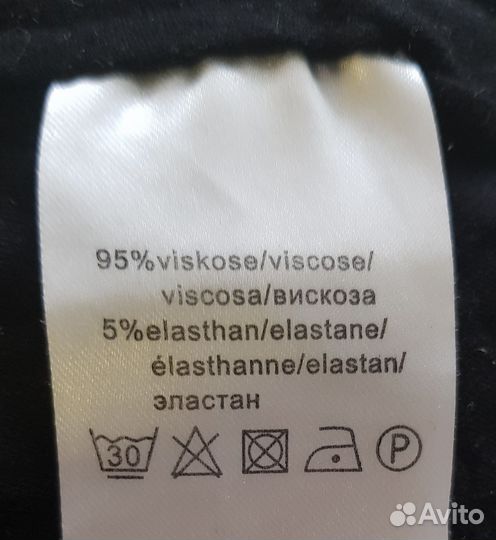 95%viskose/viscose/
viscosa/вискоза
5%elasthan/elastane/
élasthanne/elastan/
эластан
30 P
Avito